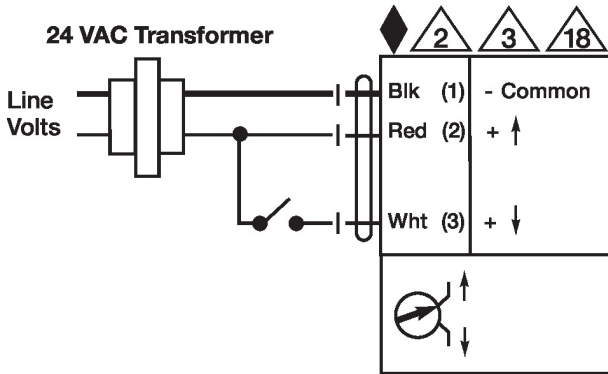 24 VAC Transformer
2 3 18
Line
Volts
Blk (1) - Common
Red (2) + ↑
Wht (3) + ↓